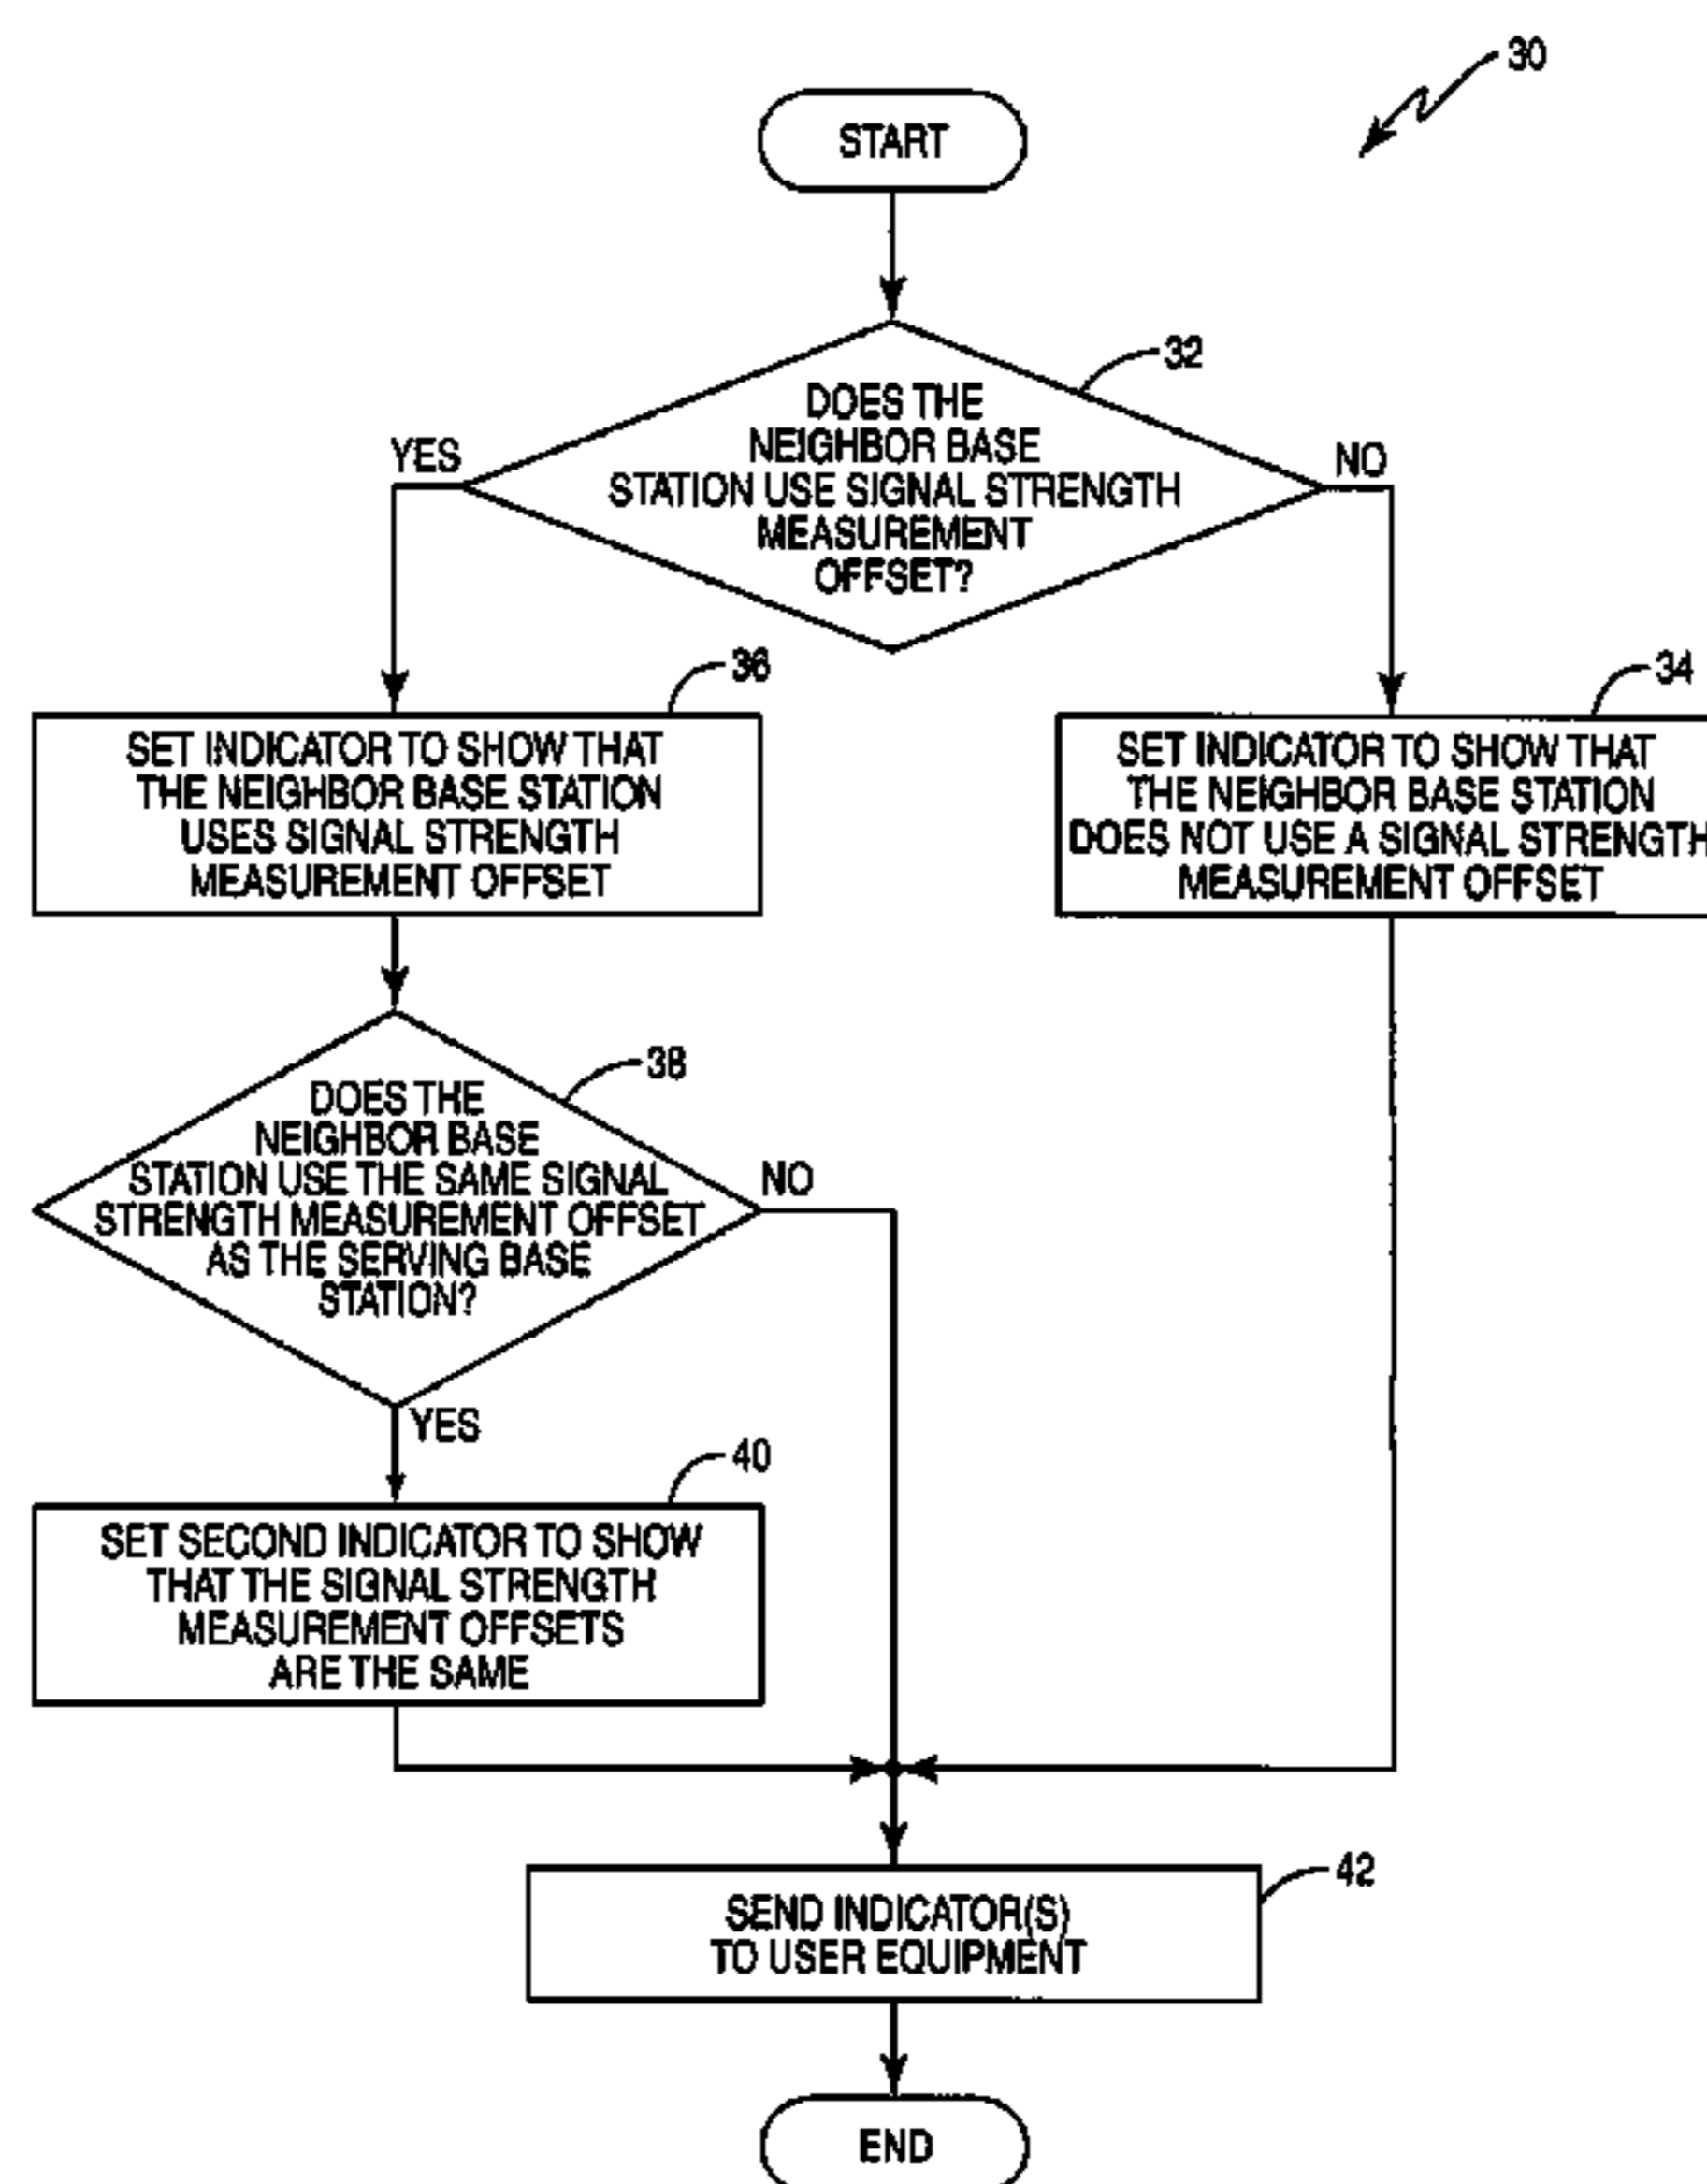 30
START
32
DOES THE
NEIGHBOR BASE
STATION USE SIGNAL STRENGTH
MEASUREMENT
OFFSET?
YES
NO
36
SET INDICATOR TO SHOW THAT
THE NEIGHBOR BASE STATION
USES SIGNAL STRENGTH
MEASUREMENT OFFSET
34
SET INDICATOR TO SHOW THAT
THE NEIGHBOR BASE STATION
DOES NOT USE A SIGNAL STRENGTH
MEASUREMENT OFFSET
38
DOES THE
NEIGHBOR BASE
STATION USE THE SAME SIGNAL
STRENGTH MEASUREMENT OFFSET
AS THE SERVING BASE
STATION?
NO
YES
40
SET SECOND INDICATOR TO SHOW
THAT THE SIGNAL STRENGTH
MEASUREMENT OFFSETS
ARE THE SAME
42
SEND INDICATOR(S)
TO USER EQUIPMENT
END